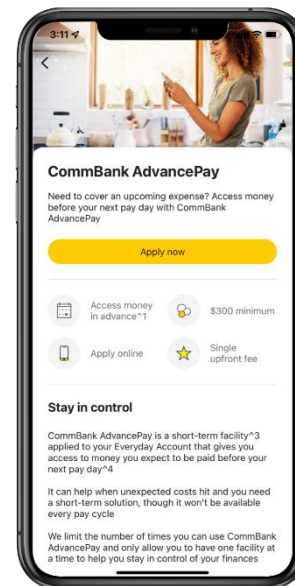 3:11
CommBank AdvancePay
Need to cover an upcoming expense? Access money
before your next pay day with CommBank
AdvancePay
Apply now
Access money
in advance^1
$300 minimum
Apply online
Single
upfront fee
Stay in control
CommBank AdvancePay is a short-term facility^3
applied to your Everyday Account that gives you
access to money you expect to be paid before your
next pay day^4
It can help when unexpected costs hit and you need
a short-term solution, though it won't be available
every pay cycle
We limit the number of times you can use CommBank
AdvancePay and only allow you to have one facility at
a time to help you stay in control of your finances